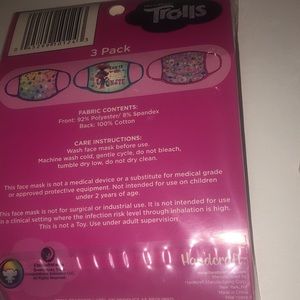 Trolls
3 Pack
FABRIC CONTENTS:
Front: 92% Polyester/ 8% Spandex
Back: 100% Cotton
CARE INSTRUCTIONS:
Wash face mask before use.
Machine wash cold, gentle cycle, do not bleach,
tumble dry low, do not dry clean.
This face mask is not a medical device or a substitute for medical grade
or approved protective equipment. Not intended for use on children
under 2 years of age.
This face mask is not for surgical or industrial use. It is not intended for use
in a clinical setting where the infection risk level through inhalation is high.
This is not a Toy. Use under adult supervision.
Handcraft